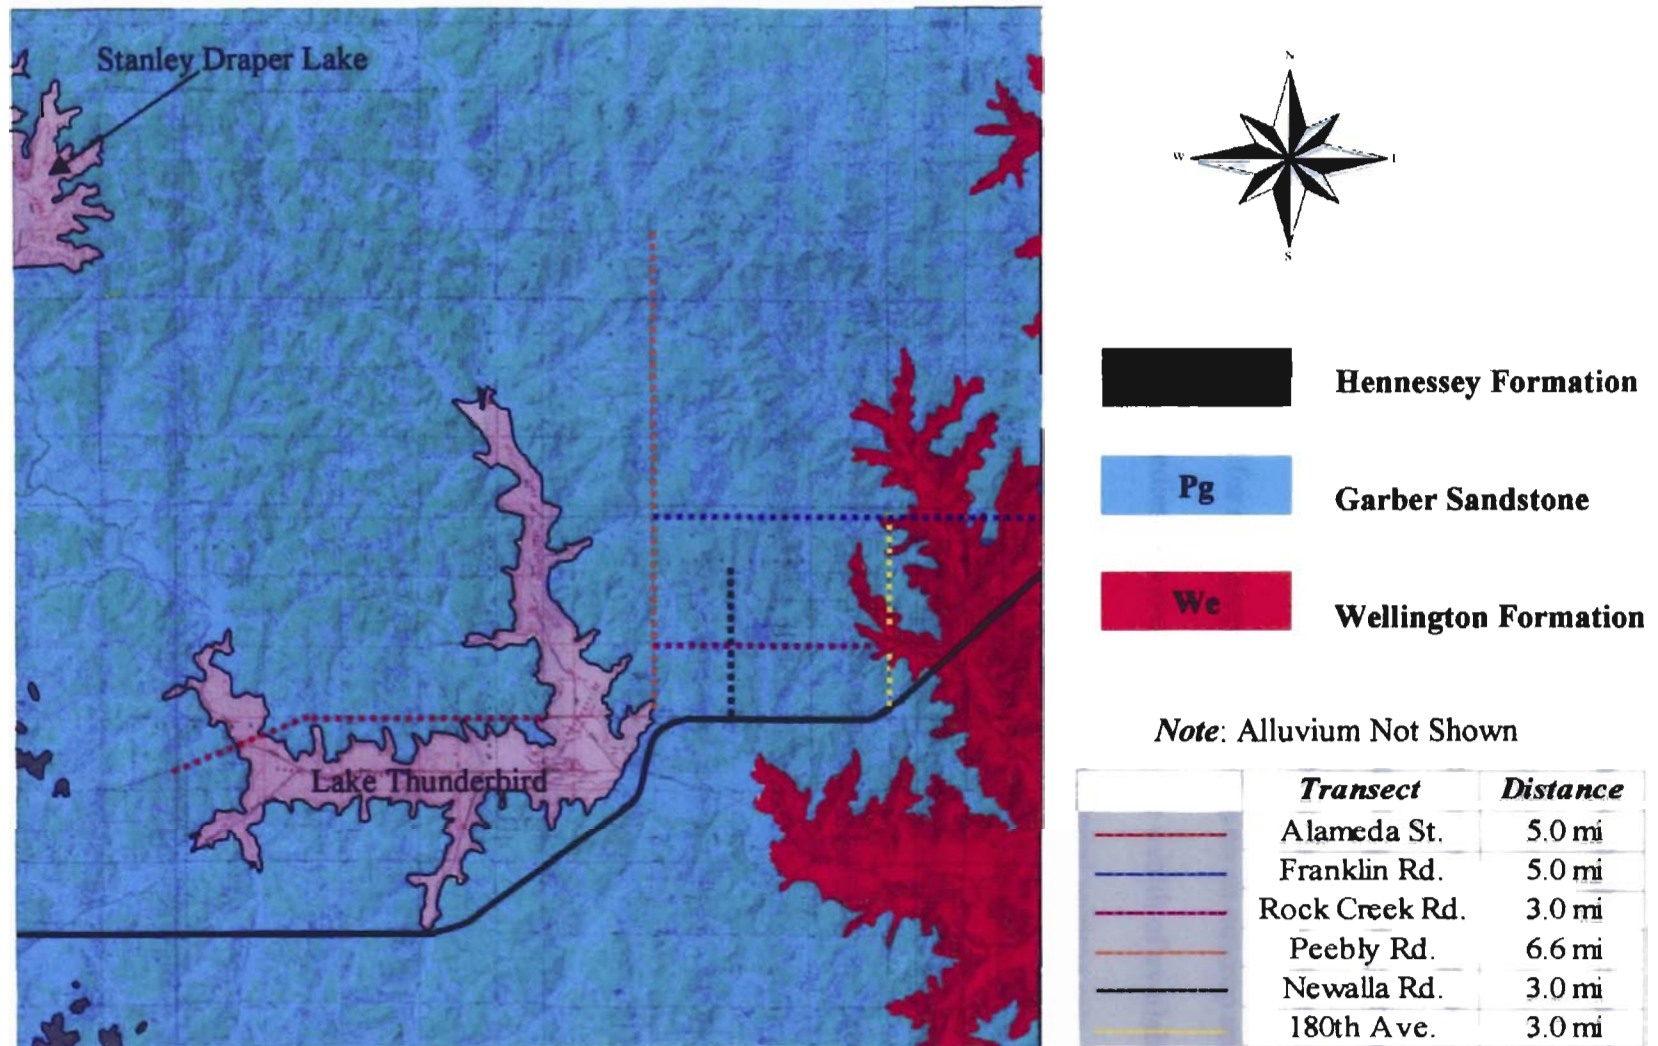 Stanley Draper Lake
Lake Thunderbird
N
W
S
Hennessey Formation
Pg
Garber Sandstone
We
Wellington Formation
Note: Alluvium Not Shown
Transect Distance
Alameda St. 5.0 mi
Franklin Rd. 5.0 mi
Rock Creek Rd. 3.0 mi
Peebly Rd. 6.6 mi
Newalla Rd. 3.0 mi
180th Ave. 3.0 mi